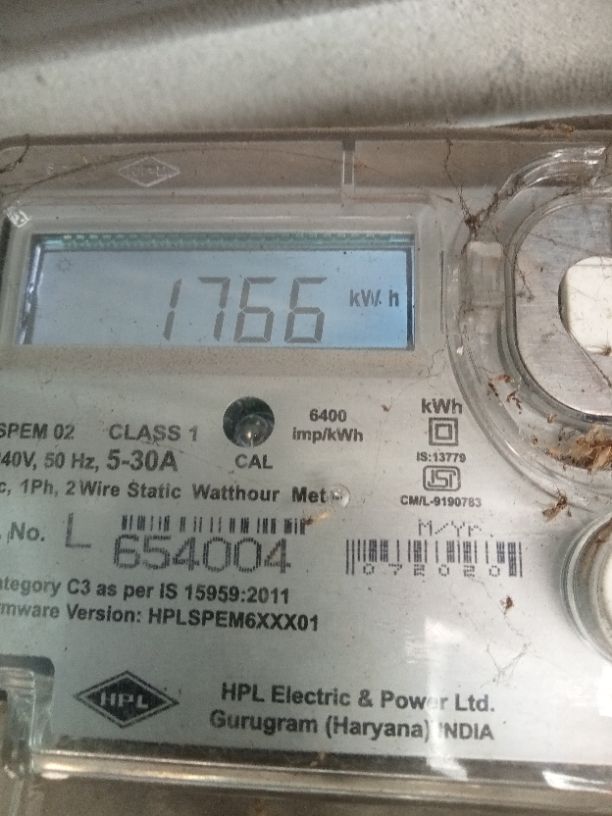 1766 kW.h
SPEM 02 CLASS 1
6400
imp/kWh
kWh
40V, 50 Hz, 5-30A
CAL
IS:13779
c, 1Ph, 2 Wire Static Watthour Met
CM/L-9190783
. No. L 654004
M/Yr.
072020
ategory C3 as per IS 15959:2011
rmware Version: HPLSPEM6XXX01
HPL
HPL Electric & Power Ltd.
Gurugram (Haryana) INDIA